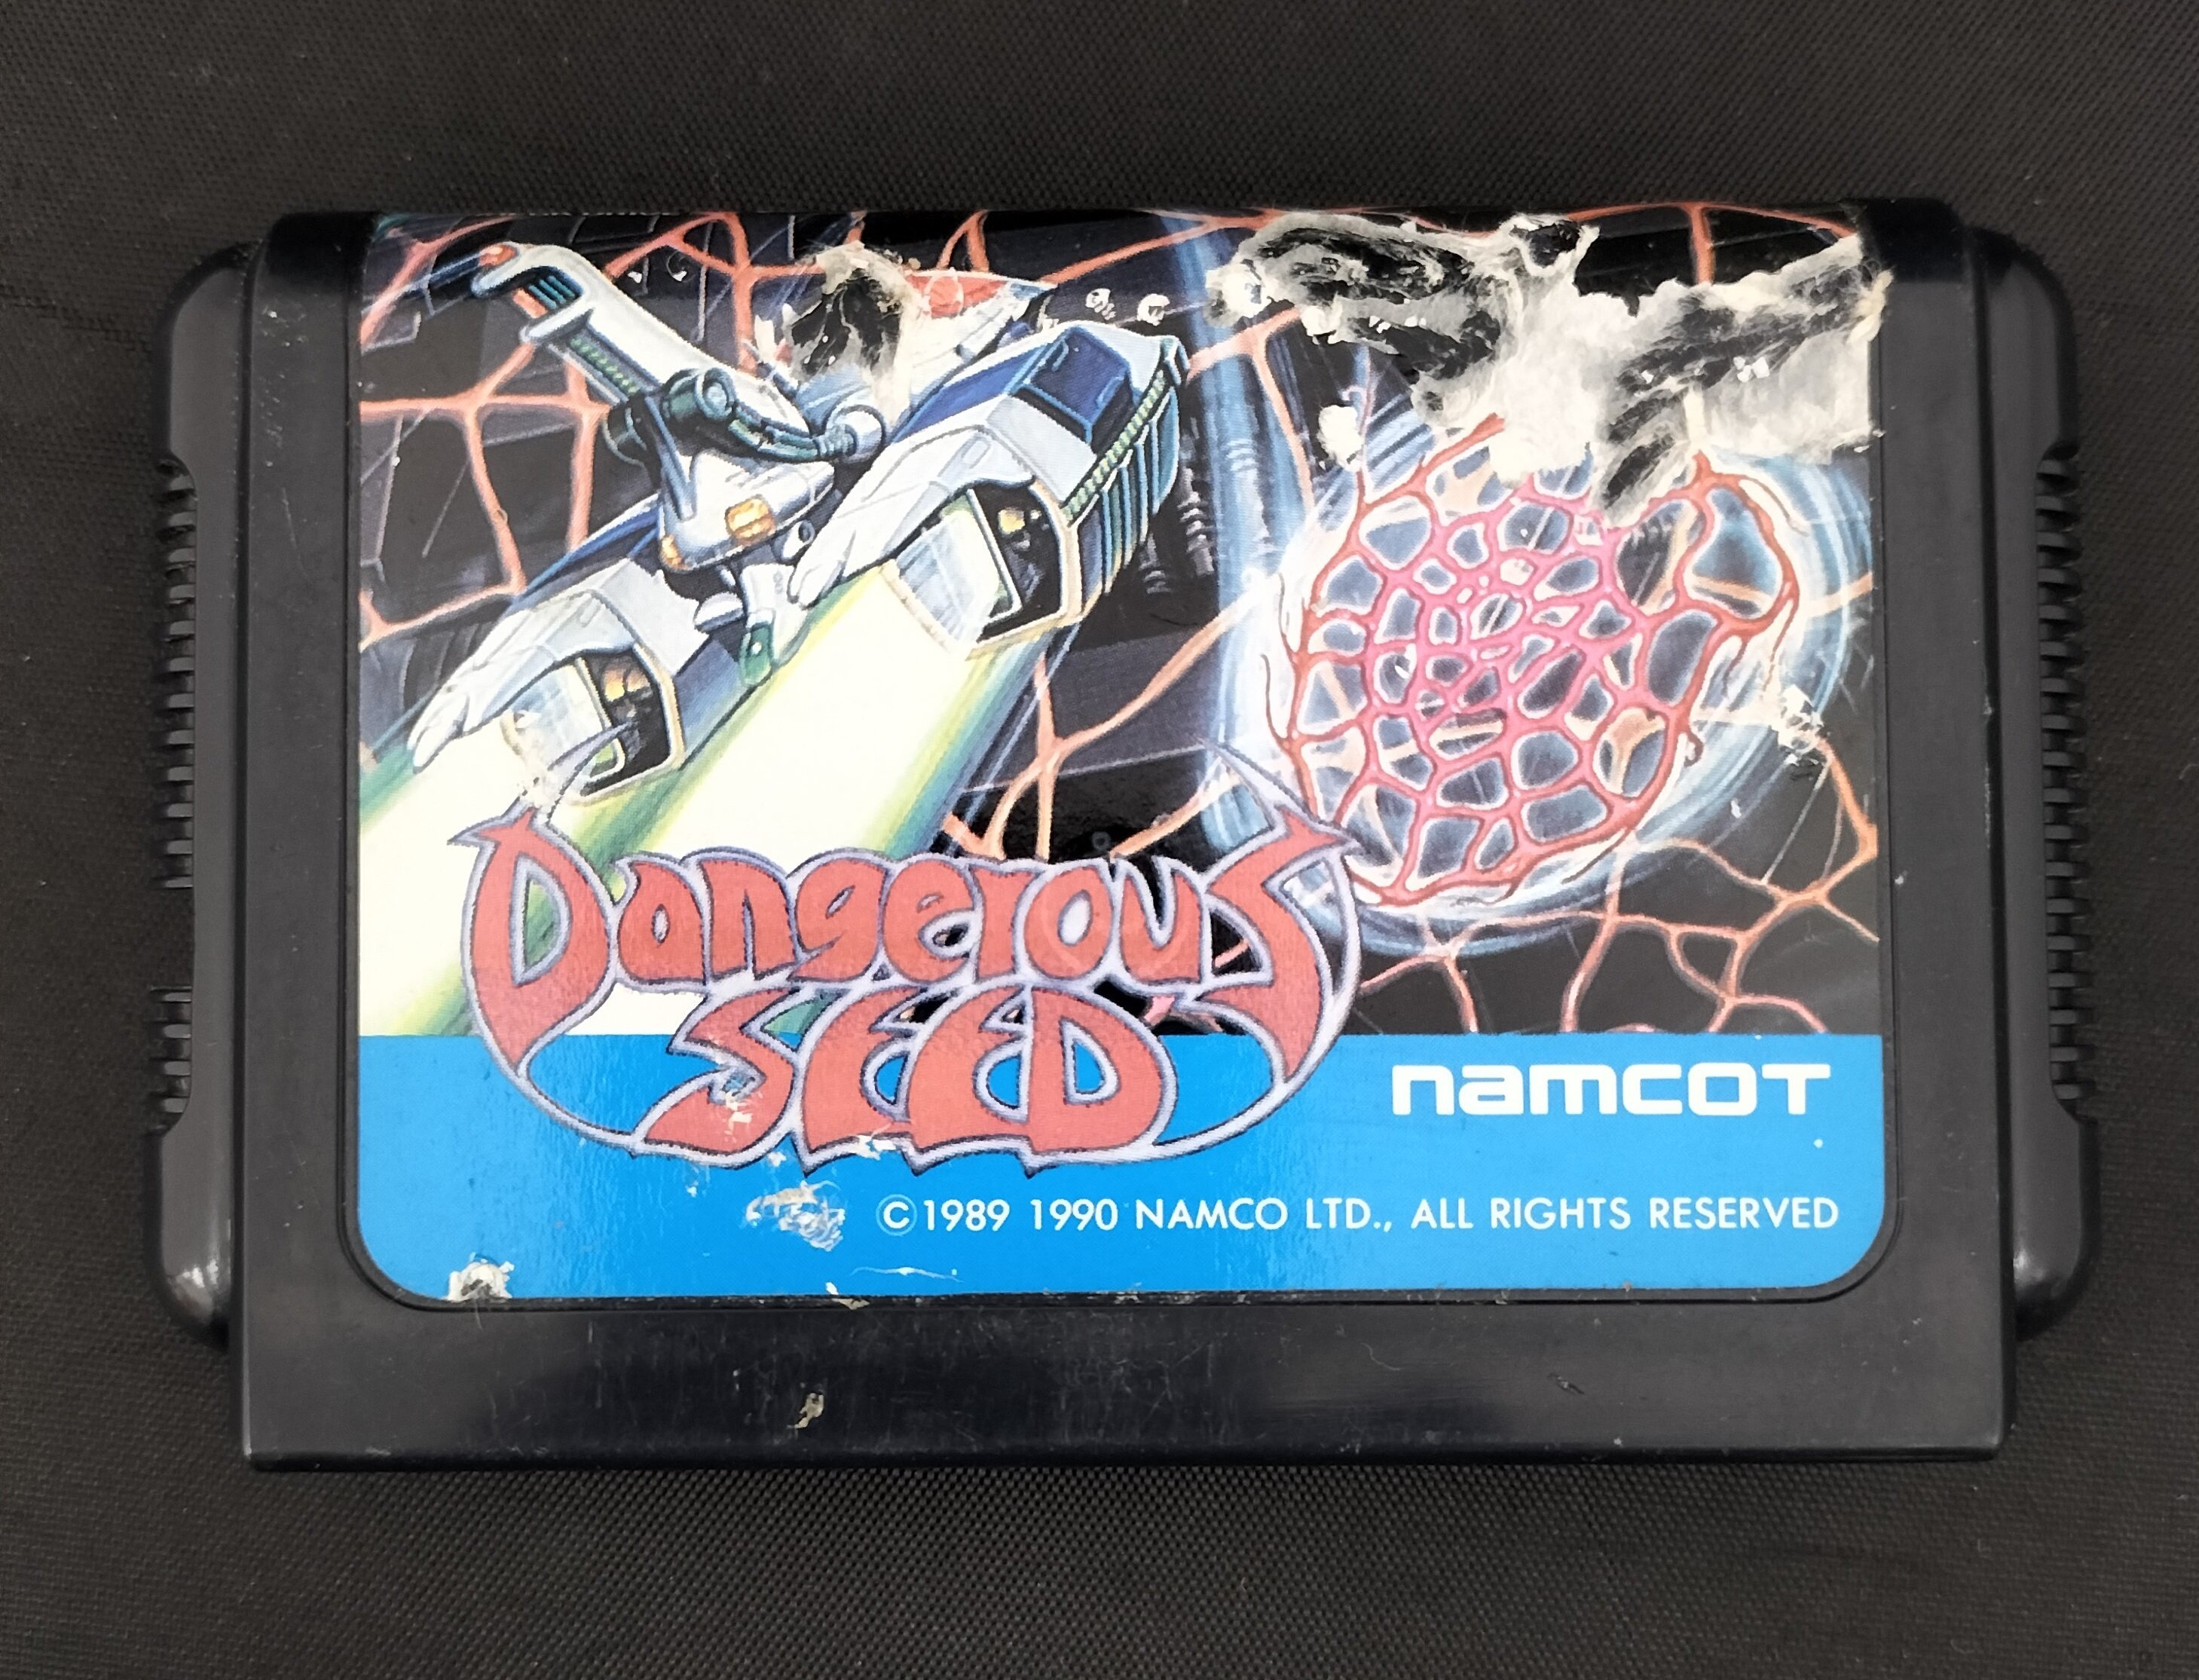 Dangerous
SEED
namcot
©1989 1990 NAMCO LTD., ALL RIGHTS RESERVED